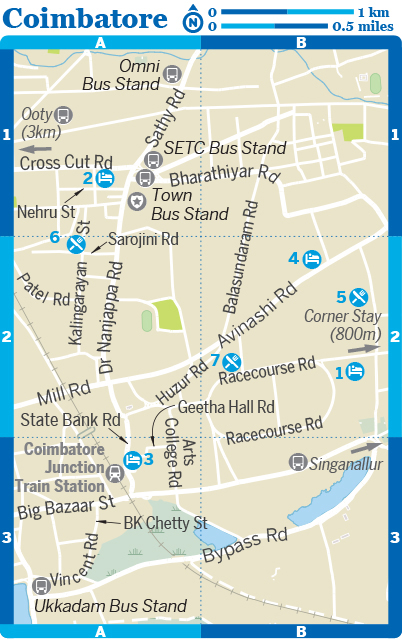 Coimbatore
N
0 1 km
0 0.5 miles
A B
Omni
Bus Stand
Ooty
(3km)
Sathy Rd
1 1
SETC Bus Stand
Cross Cut Rd
2
Bharathiyar Rd
Nehru St
Town
Bus Stand
6
Sarojini Rd
Kalingarayan St
Balasundaram Rd
4
Patel Rd
Dr Nanjappa Rd
Avinashi Rd
5
Corner Stay
(800m)
2 2
7
Huzur Rd
Racecourse Rd
1
Mill Rd
Geetha Hall Rd
State Bank Rd
Arts
College Rd
Racecourse Rd
Coimbatore
Junction
Train Station
3
Singanallur
Big Bazaar St
BK Chetty St
3 3
Bypass Rd
Vincent Rd
Ukkadam Bus Stand
A B